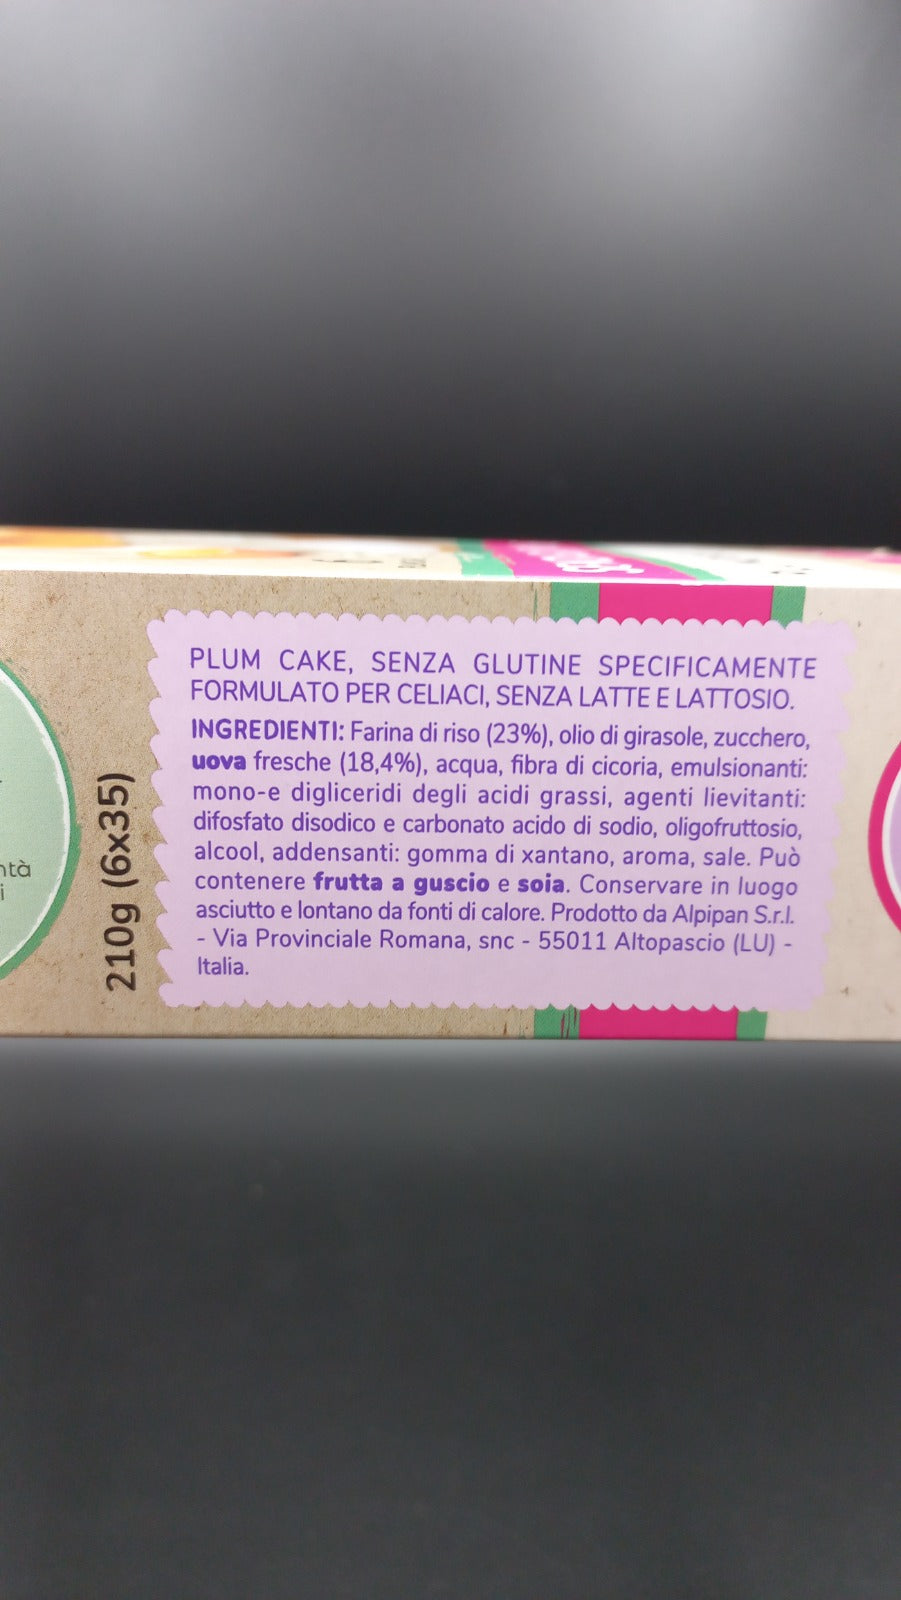 PLUM CAKE, SENZA GLUTINE SPECIFICAMENTE
FORMULATO PER CELIACI, SENZA LATTE E LATTOSIO.
INGREDIENTI: Farina di riso (23%), olio di girasole, zucchero,
uova fresche (18,4%), acqua, fibra di cicoria, emulsionanti:
mono-e digliceridi degli acidi grassi, agenti lievitanti:
difosfato disodico e carbonato acido di sodio, oligofruttosio,
alcool, addensanti: gomma di xantano, aroma, sale. Può
contenere frutta a guscio e soia. Conservare in luogo
asciutto e lontano da fonti di calore. Prodotto da Alpipan S.r.l.
- Via Provinciale Romana, snc - 55011 Altopascio (LU) -
Italia.
210g (6x35)